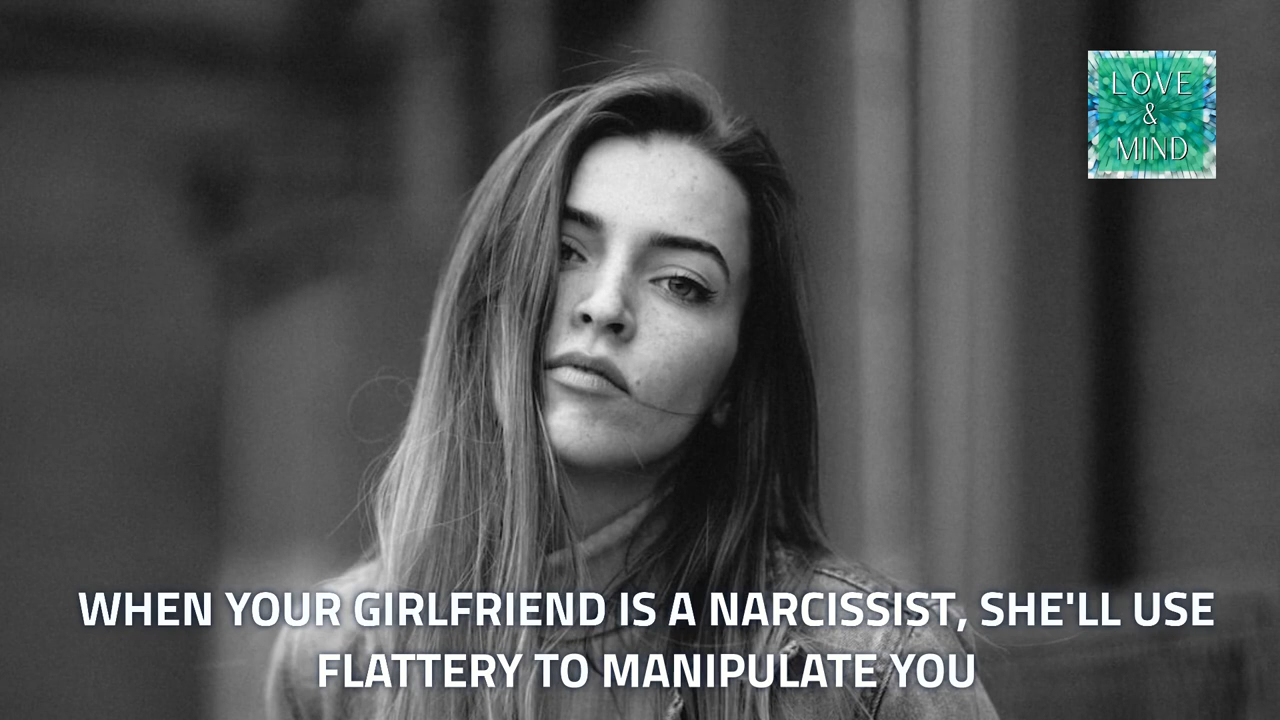 LOVE
&
MIND
WHEN YOUR GIRLFRIEND IS A NARCISSIST, SHE'LL USE
FLATTERY TO MANIPULATE YOU